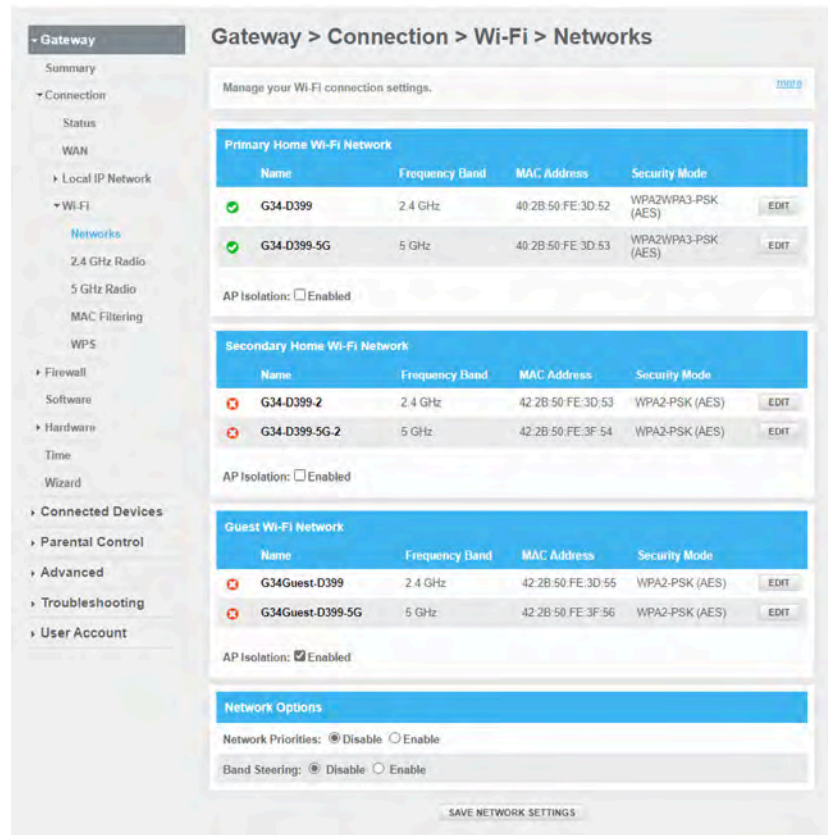 Gateway
Summary
Connection
Status
WAN
Local IP Network
Wi-Fi
Networks
2.4 GHz Radio
5 GHz Radio
MAC Filtering
WPS
Firewall
Software
Hardware
Time
Wizard
Connected Devices
Parental Control
Advanced
Troubleshooting
User Account
Gateway > Connection > Wi-Fi > Networks
Manage your Wi-Fi connection settings. more
Primary Home Wi-Fi Network
Name Frequency Band MAC Address Security Mode
G34-D399 2.4 GHz 40:2B:50:FE:3D:52 WPA2WPA3-PSK (AES) EDIT
G34-D399-5G 5 GHz 40:2B:50:FE:3D:53 WPA2WPA3-PSK (AES) EDIT
AP Isolation: Enabled
Secondary Home Wi-Fi Network
Name Frequency Band MAC Address Security Mode
G34-D399-2 2.4 GHz 42:2B:50:FE:3D:53 WPA2-PSK (AES) EDIT
G34-D399-5G-2 5 GHz 42:2B:50:FE:3F:54 WPA2-PSK (AES) EDIT
AP Isolation: Enabled
Guest Wi-Fi Network
Name Frequency Band MAC Address Security Mode
G34Guest-D399 2.4 GHz 42:2B:50:FE:3D:55 WPA2-PSK (AES) EDIT
G34Guest-D399-5G 5 GHz 42:2B:50:FE:3F:56 WPA2-PSK (AES) EDIT
AP Isolation: Enabled
Network Options
Network Priorities: Disable Enable
Band Steering: Disable Enable
SAVE NETWORK SETTINGS